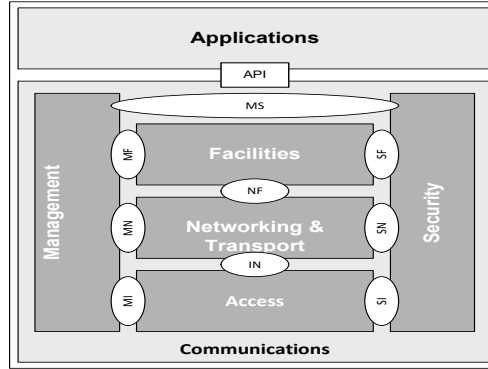 Applications
API
MS
Management
MF
Facilities
SF
Security
NF
MN
Networking &
Transport
SN
IN
MI
Access
SI
Communications